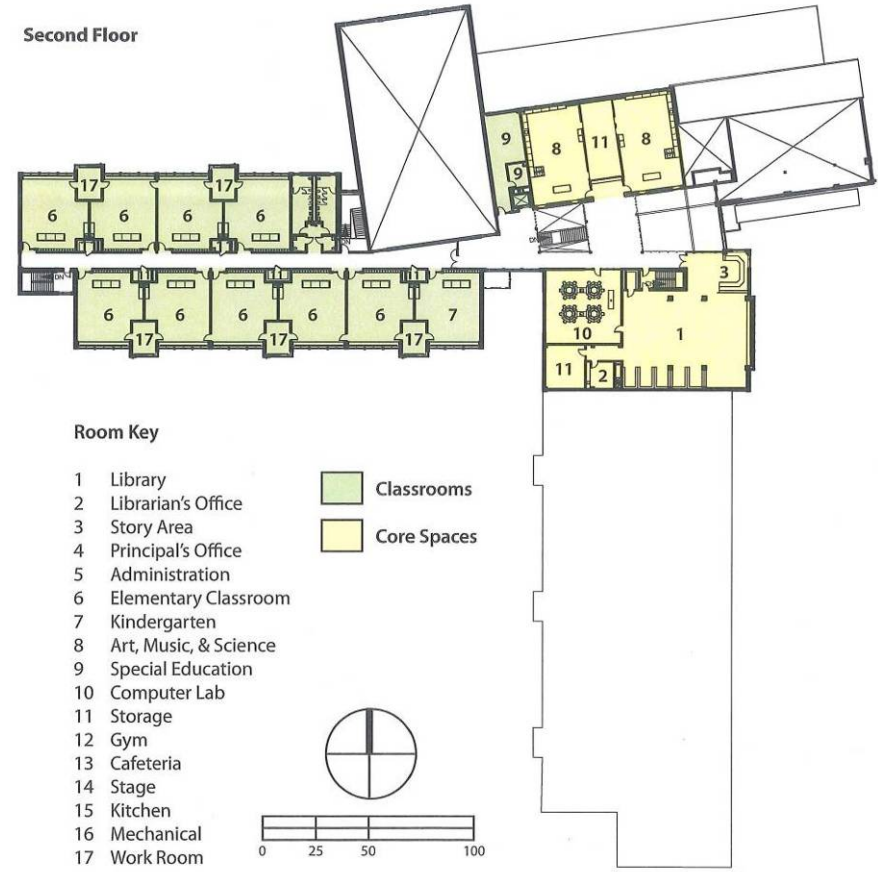 Second Floor
9
8
11
8
9
17
17
6
6
6
6
3
6
6
6
6
6
7
10
1
17
17
17
11
2
Room Key
1 Library
2 Librarian's Office
3 Story Area
4 Principal's Office
5 Administration
6 Elementary Classroom
7 Kindergarten
8 Art, Music, & Science
9 Special Education
10 Computer Lab
11 Storage
12 Gym
13 Cafeteria
14 Stage
15 Kitchen
16 Mechanical
17 Work Room
Classrooms
Core Spaces
0 25 50 100